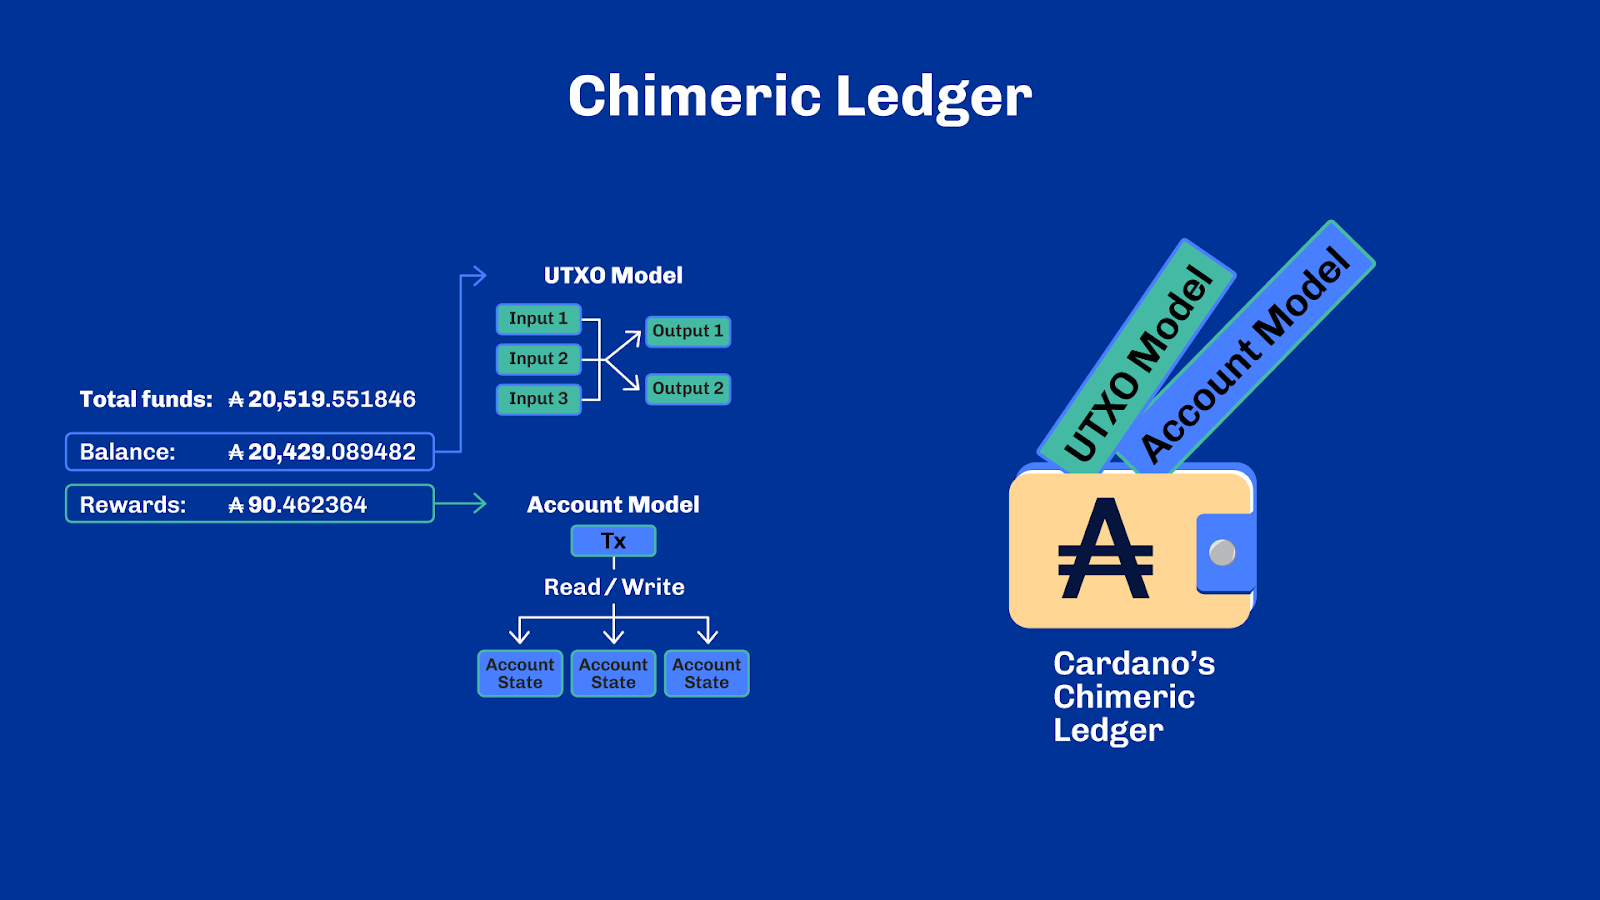 Chimeric Ledger
Total funds: ₳ 20,519.551846
Balance: ₳ 20,429.089482
Rewards: ₳ 90.462364
UTXO Model
Input 1
Input 2
Input 3
Output 1
Output 2
Account Model
Tx
Read / Write
Account
State
Account
State
Account
State
UTXO Model
Account Model
₳
Cardano’s
Chimeric
Ledger